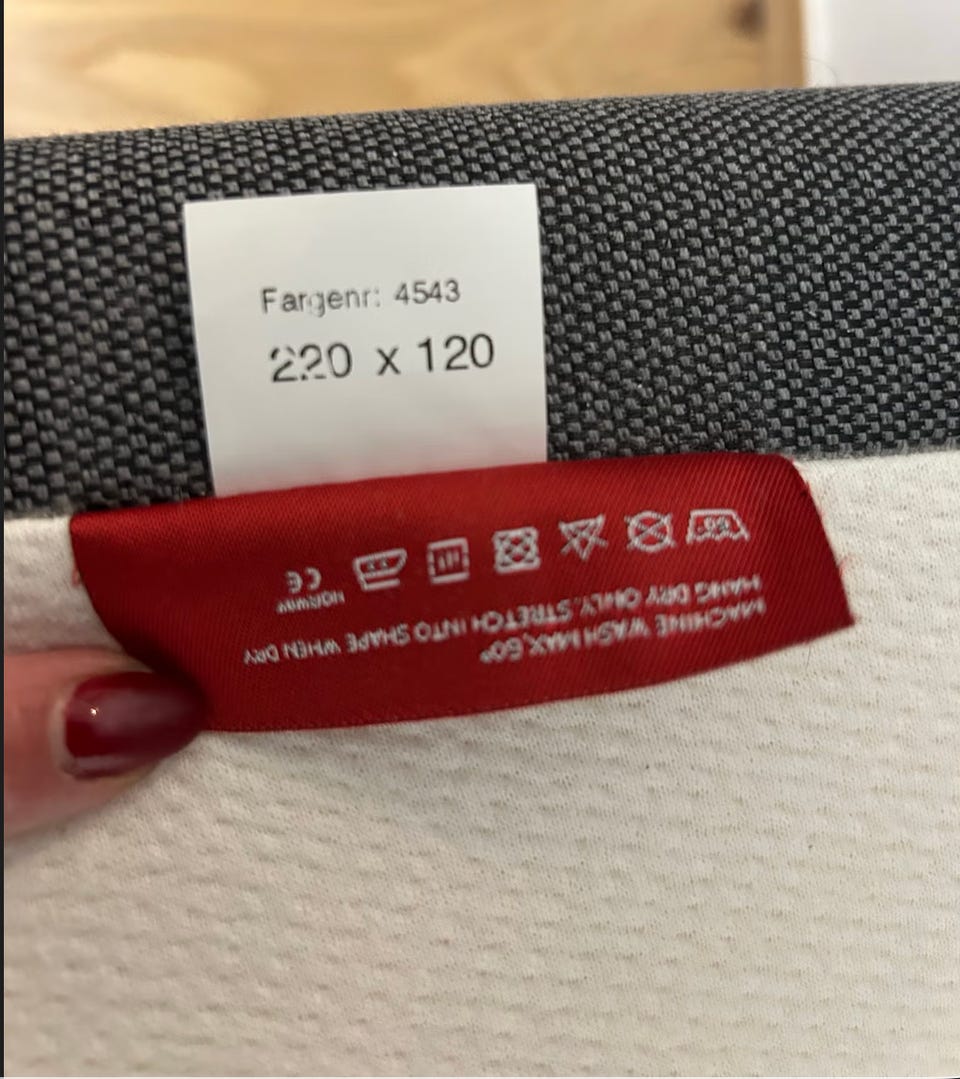 Fargenr: 4543
220 x 120
MACHINE WASH MAX. 60°
HANG DRY ONLY. STRETCH INTO SHAPE WHEN DRY
NORWAY
CE